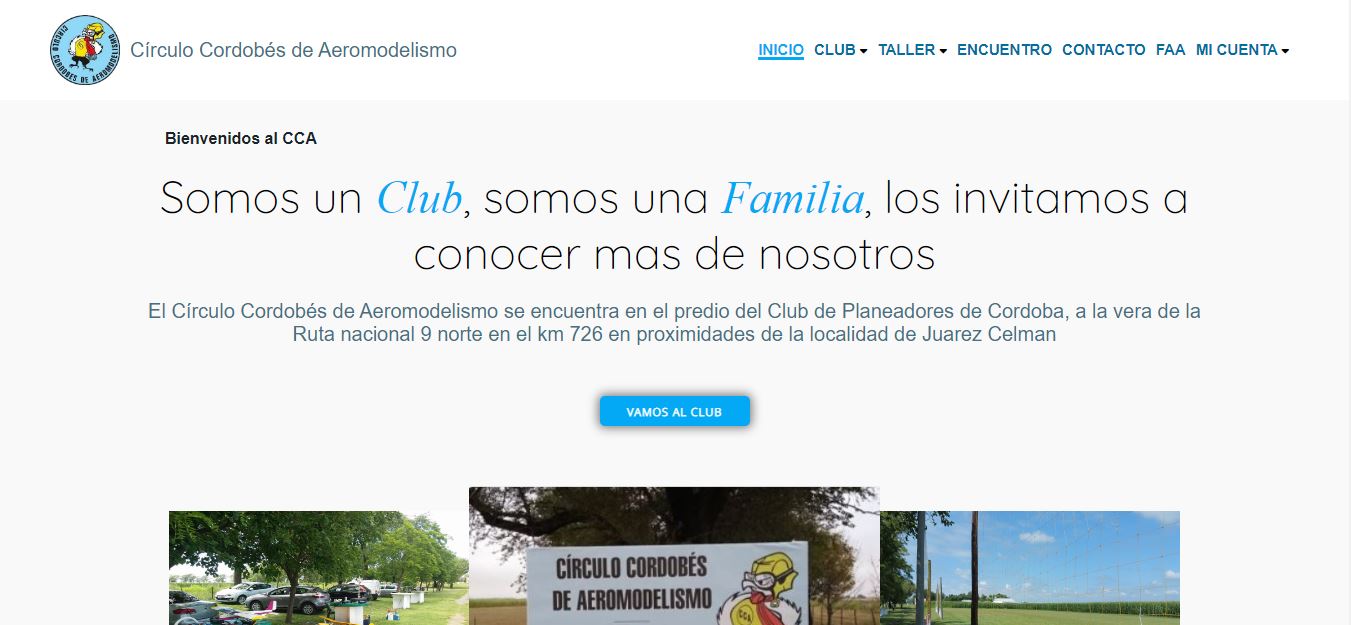 CÍRCULO CORDOBÉS DE AEROMODELISMO
Círculo Cordobés de Aeromodelismo
INICIO CLUB TALLER ENCUENTRO CONTACTO FAA MI CUENTA
Bienvenidos al CCA
Somos un Club, somos una Familia, los invitamos a
conocer mas de nosotros
El Círculo Cordobés de Aeromodelismo se encuentra en el predio del Club de Planeadores de Cordoba, a la vera de la
Ruta nacional 9 norte en el km 726 en proximidades de la localidad de Juarez Celman
VAMOS AL CLUB
CÍRCULO CORDOBÉS
DE AEROMODELISMO
CCA